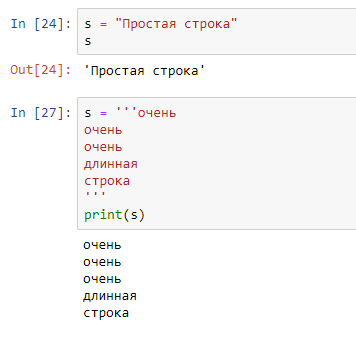 In [24]: s = "Простая строка"
s
Out[24]: 'Простая строка'
In [27]: s = '''очень
очень
очень
длинная
строка
'''
print(s)
очень
очень
очень
длинная
строка